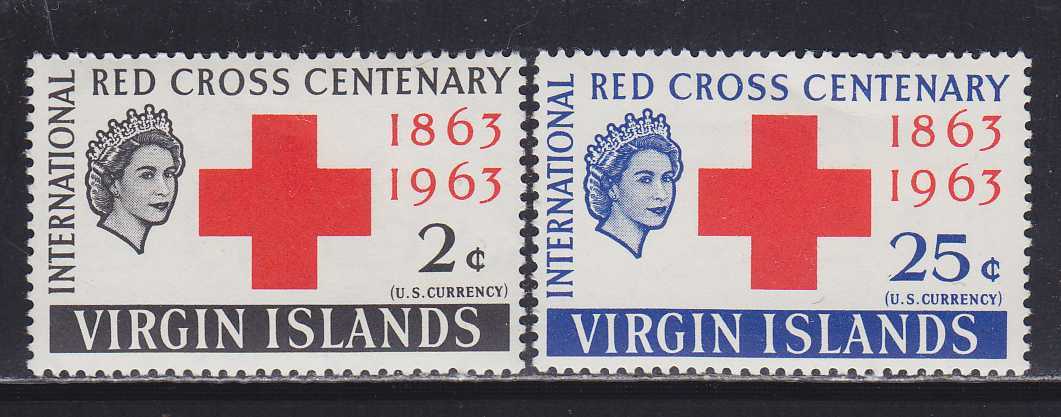 INTERNATIONAL
RED CROSS CENTENARY
1863
1963
2¢
(U.S. CURRENCY)
VIRGIN ISLANDS
INTERNATIONAL
RED CROSS CENTENARY
1863
1963
25¢
(U.S. CURRENCY)
VIRGIN ISLANDS